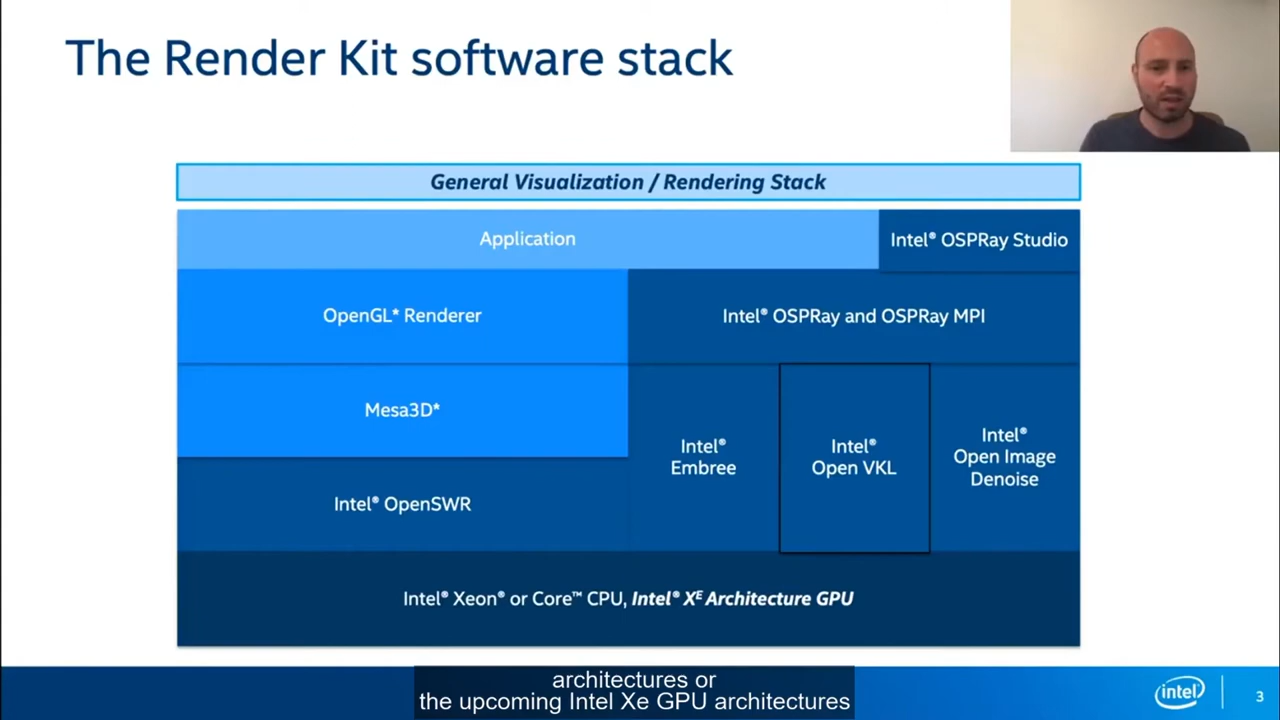 The Render Kit software stack
General Visualization / Rendering Stack
Application
Intel® OSPRay Studio
OpenGL* Renderer
Intel® OSPRay and OSPRay MPI
Mesa3D*
Intel®
Embree
Intel®
Open VKL
Intel®
Open Image
Denoise
Intel® OpenSWR
Intel® Xeon® or Core™ CPU, Intel® Xᴱ Architecture GPU
architectures or
the upcoming Intel Xe GPU architectures
intel
3